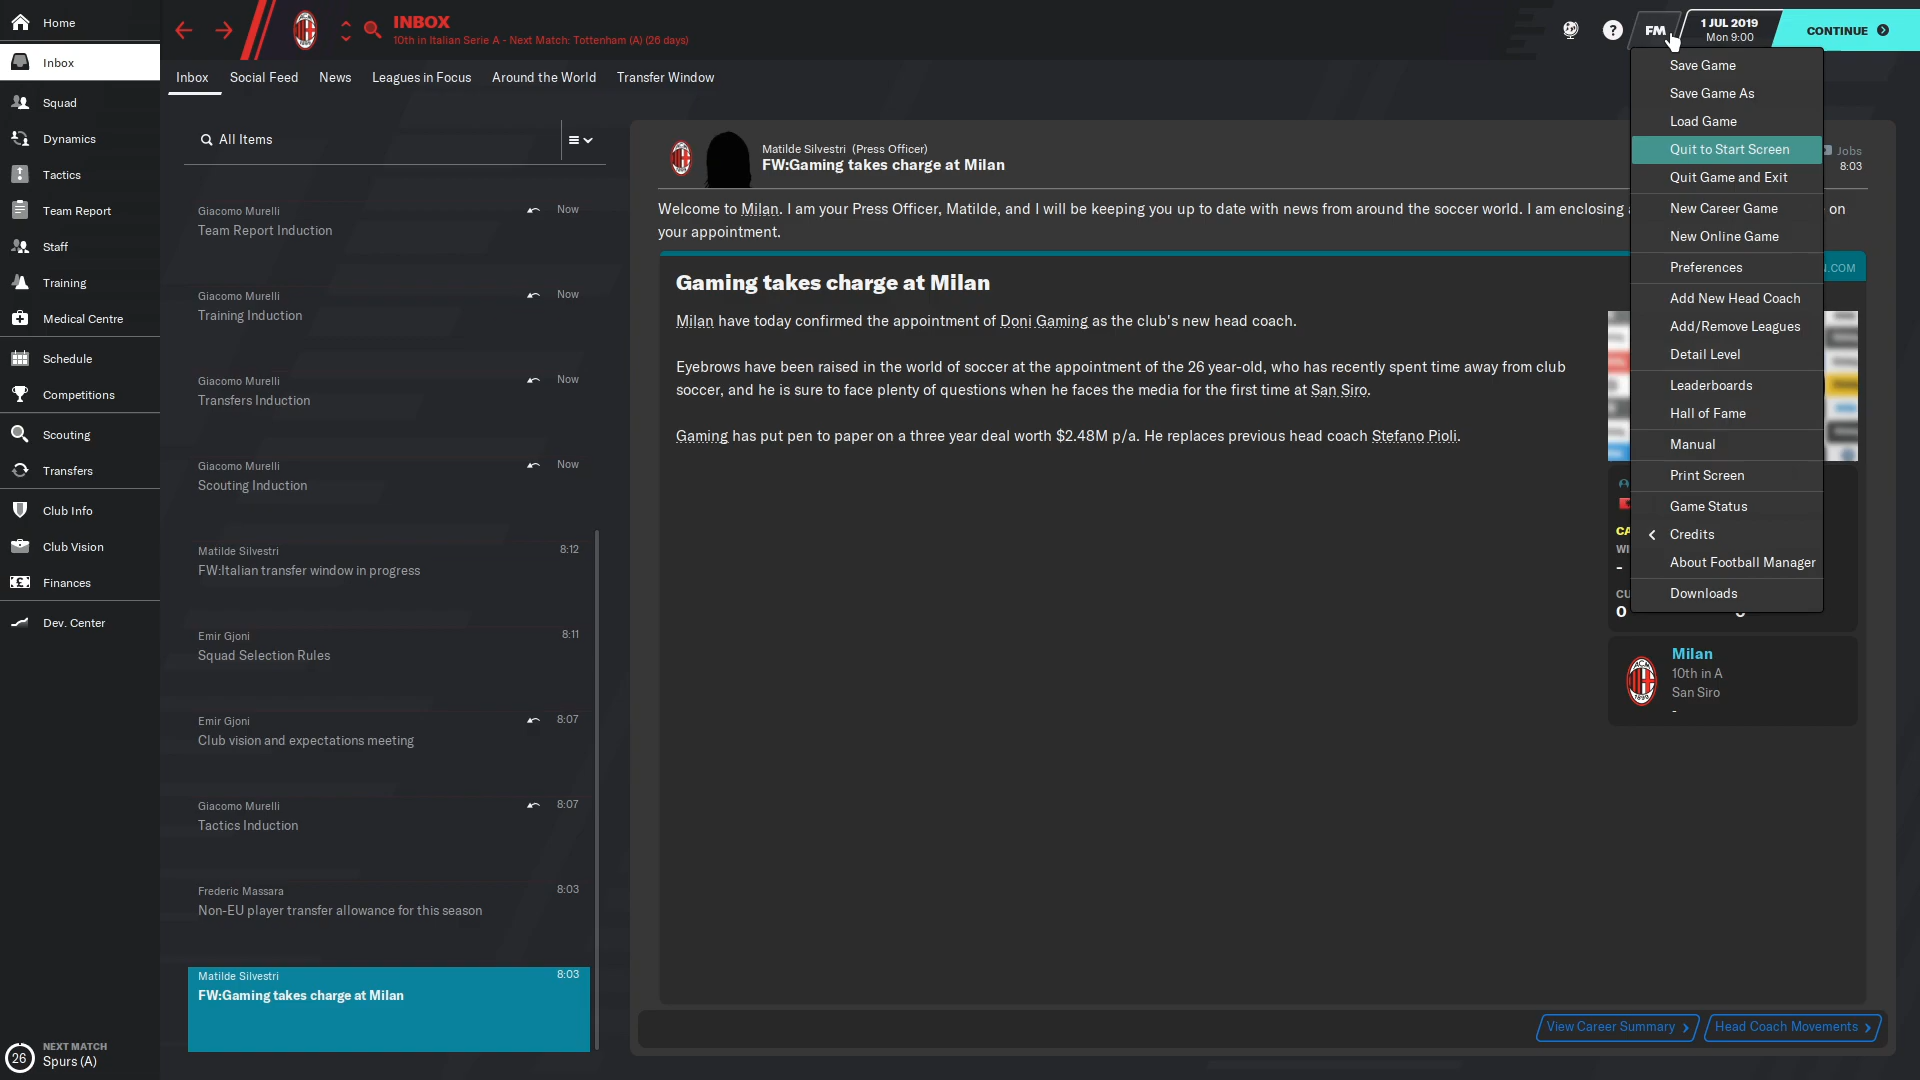 Home
Inbox
Squad
Dynamics
Tactics
Team Report
Staff
Training
Medical Centre
Schedule
Competitions
Scouting
Transfers
Club Info
Club Vision
Finances
Dev. Center
26
NEXT MATCH
Spurs (A)
INBOX
10th in Italian Serie A - Next Match: Tottenham (A) (26 days)
?
FM
1 JUL 2019
Mon 9:00
CONTINUE
Inbox
Social Feed
News
Leagues in Focus
Around the World
Transfer Window
All Items
Giacomo Murelli
Now
Team Report Induction
Giacomo Murelli
Now
Training Induction
Giacomo Murelli
Now
Transfers Induction
Giacomo Murelli
Now
Scouting Induction
Matilde Silvestri
8:12
FW:Italian transfer window in progress
Emir Gjoni
8:11
Squad Selection Rules
Emir Gjoni
8:07
Club vision and expectations meeting
Giacomo Murelli
8:07
Tactics Induction
Frederic Massara
8:03
Non-EU player transfer allowance for this season
Matilde Silvestri
8:03
FW:Gaming takes charge at Milan
Matilde Silvestri (Press Officer)
FW:Gaming takes charge at Milan
Jobs
8:03
Welcome to Milan. I am your Press Officer, Matilde, and I will be keeping you up to date with news from around the soccer world. I am enclosing on
your appointment.
.COM
Gaming takes charge at Milan
Milan have today confirmed the appointment of Doni Gaming as the club's new head coach.
Eyebrows have been raised in the world of soccer at the appointment of the 26 year-old, who has recently spent time away from club
soccer, and he is sure to face plenty of questions when he faces the media for the first time at San Siro.
Gaming has put pen to paper on a three year deal worth $2.48M p/a. He replaces previous head coach Stefano Pioli.
CA
WI
-
CU
0
Milan
10th in A
San Siro
-
View Career Summary
Head Coach Movements
Save Game
Save Game As
Load Game
Quit to Start Screen
Quit Game and Exit
New Career Game
New Online Game
Preferences
Add New Head Coach
Add/Remove Leagues
Detail Level
Leaderboards
Hall of Fame
Manual
Print Screen
Game Status
Credits
About Football Manager
Downloads